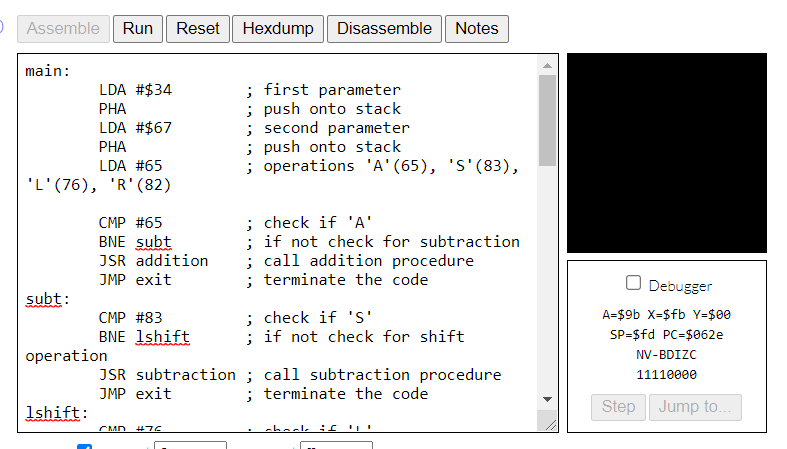 Assemble Run Reset Hexdump Disassemble Notes
main:
LDA #$34 ; first parameter
PHA ; push onto stack
LDA #$67 ; second parameter
PHA ; push onto stack
LDA #65 ; operations 'A'(65), 'S'(83),
'L'(76), 'R'(82)
CMP #65 ; check if 'A'
BNE subt ; if not check for subtraction
JSR addition ; call addition procedure
JMP exit ; terminate the code
subt:
CMP #83 ; check if 'S'
BNE lshift ; if not check for shift
operation
JSR subtraction ; call subtraction procedure
JMP exit ; terminate the code
lshift:
CMP #76 ; check if 'L'
Debugger
A=$9b X=$fb Y=$00
SP=$fd PC=$062e
NV-BDIZC
11110000
Step Jump to...